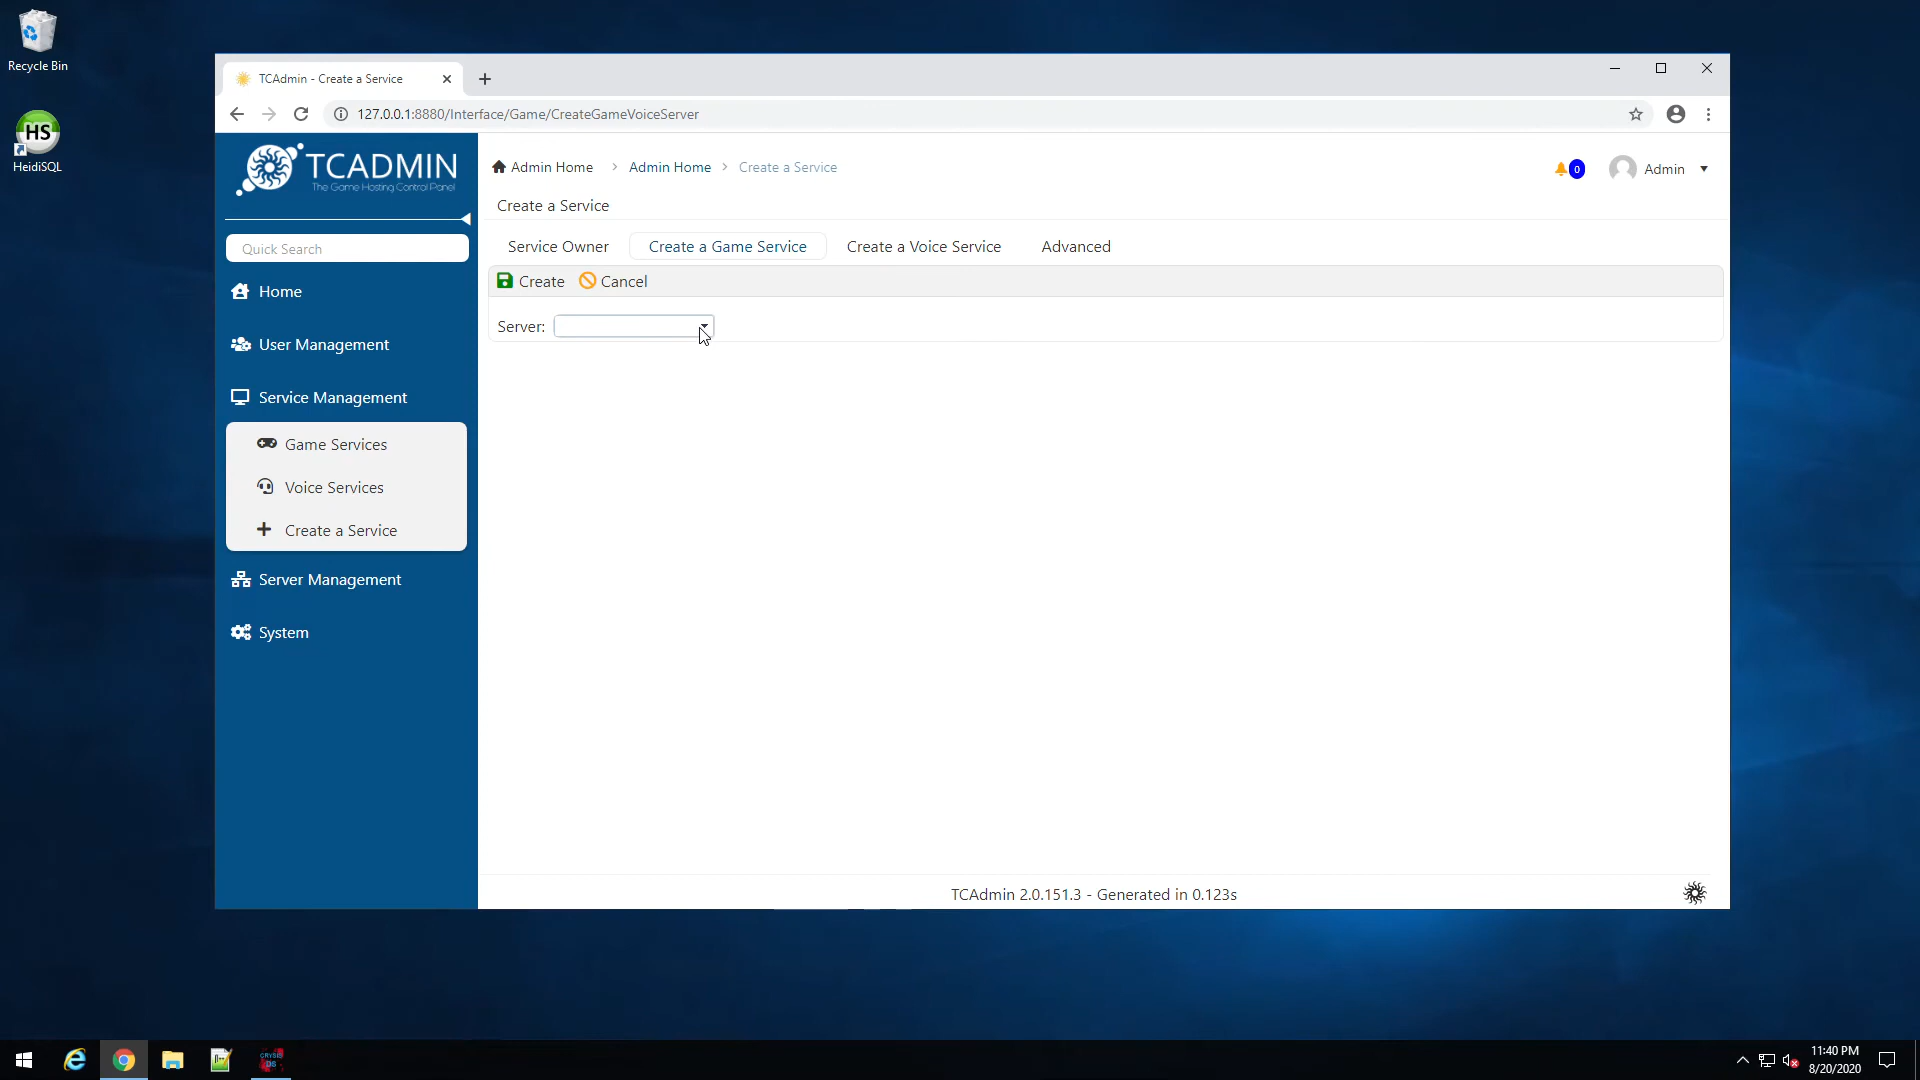 Recycle Bin
HS
HeidiSQL
TCAdmin - Create a Service
127.0.0.1:8880/Interface/Game/CreateGameVoiceServer
TCADMIN
The Game Hosting Control Panel
Quick Search
Home
User Management
Service Management
Game Services
Voice Services
Create a Service
Server Management
System
Admin Home
Admin Home
Create a Service
0
Admin
Create a Service
Service Owner
Create a Game Service
Create a Voice Service
Advanced
Create
Cancel
Server:
TCAdmin 2.0.151.3 - Generated in 0.123s
11:40 PM
8/20/2020